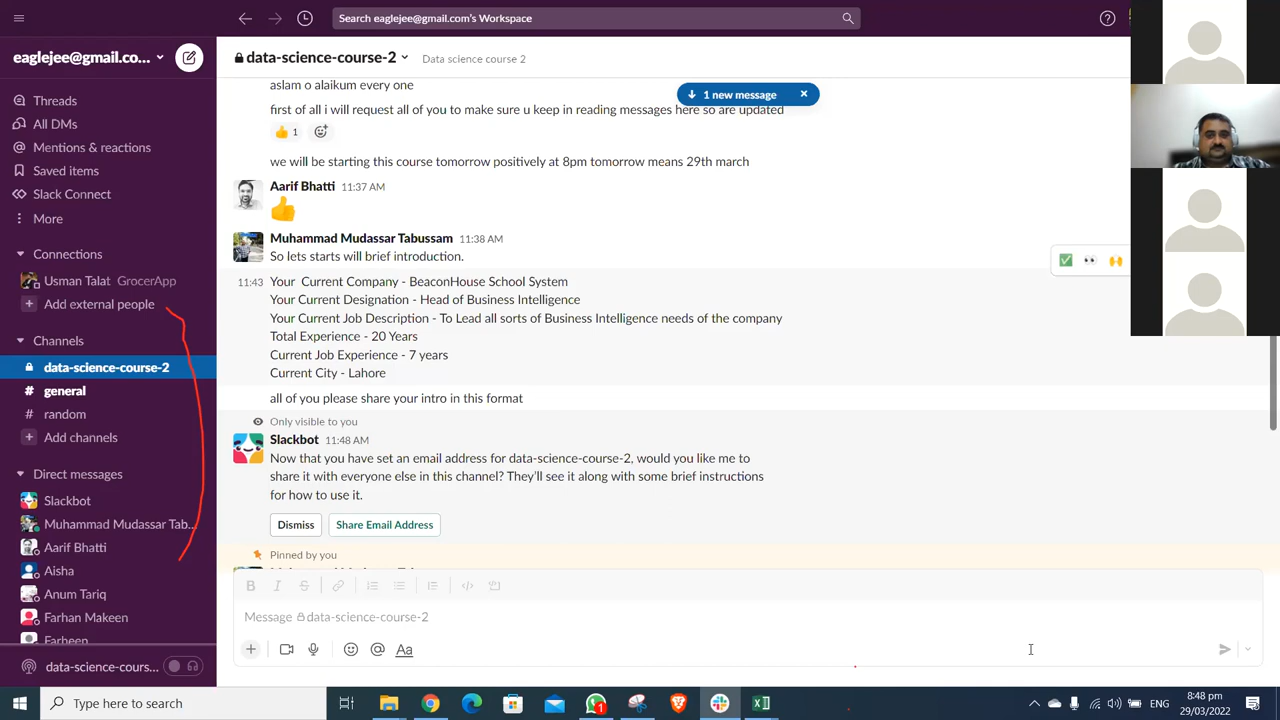 Search eaglejee@gmail.com's Workspace
eaglejee@gmail.co...
data-science-course-2
Data science course 2
aslam o alaikum every one
1 new message
first of all i will request all of you to make sure u keep in reading messages here so are updated
1
we will be starting this course tomorrow positively at 8pm tomorrow means 29th march
Aarif Bhatti 11:37 AM
Muhammad Mudassar Tabussam 11:38 AM
So lets starts will brief introduction.
11:43 Your Current Company - BeaconHouse School System
Your Current Designation - Head of Business Intelligence
Your Current Job Description - To Lead all sorts of Business Intelligence needs of the company
Total Experience - 20 Years
Current Job Experience - 7 years
Current City - Lahore
all of you please share your intro in this format
Only visible to you
Slackbot 11:48 AM
Now that you have set an email address for data-science-course-2, would you like me to
share it with everyone else in this channel? They'll see it along with some brief instructions
for how to use it.
Dismiss
Share Email Address
Pinned by you
Message data-science-course-2
Threads
All DMs
Mentions & reactions
Saved items
Slack Connect
More
Connections
Usman Talat GrocerApp
Add external people
Channels
data-science-course-2
general
random
Add channels
Direct messages
Slackbot
Muhammad Mudassar Tab...
Aarif Bhatti
Aisha
Anum Tariq
Farhan Makeen
Farheen
data-science-cours...
Type here to search
1
ENG
8:48 pm
29/03/2022